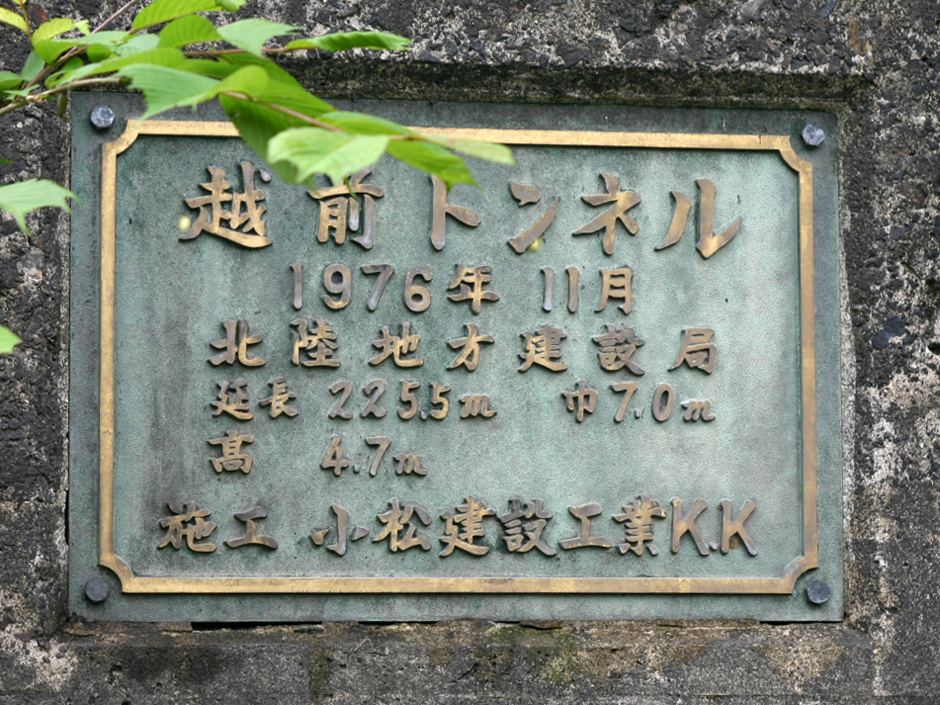 越前トンネル
1976年 11月
北陸地方建設局
延長 225.5m 巾7.0m
高 4.7m
施工 小松建設工業KK